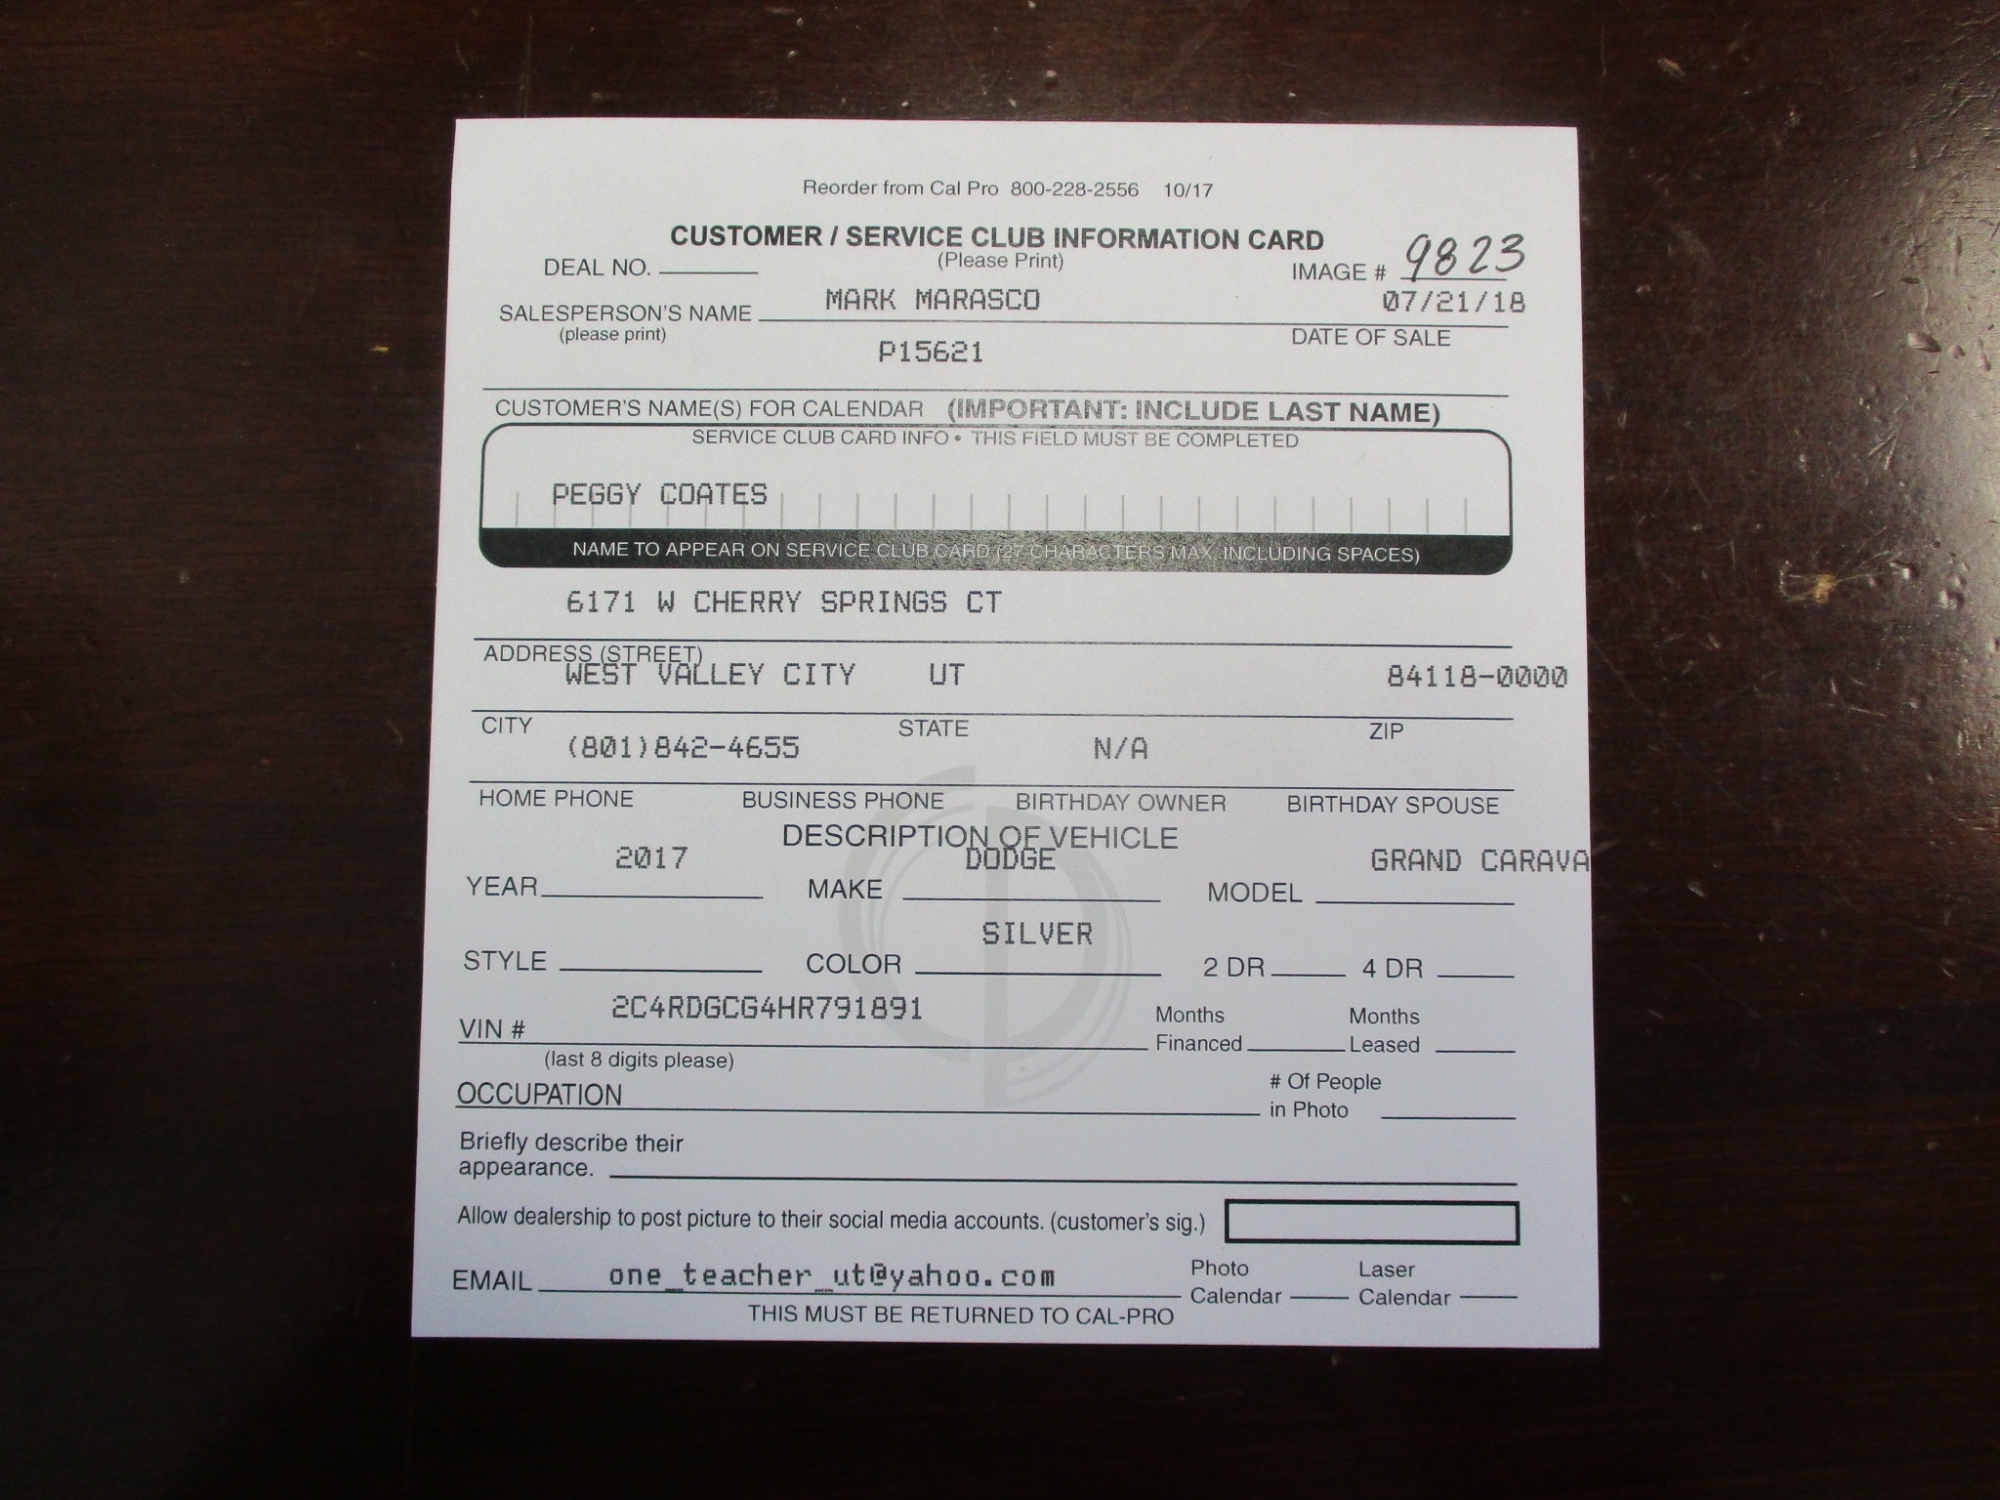 Reorder from Cal Pro 800-228-2556 10/17
CUSTOMER / SERVICE CLUB INFORMATION CARD
(Please Print)
DEAL NO.
IMAGE # 9823
MARK MARASCO 07/21/18
SALESPERSON'S NAME
(please print)
DATE OF SALE
P15621
CUSTOMER'S NAME(S) FOR CALENDAR (IMPORTANT: INCLUDE LAST NAME)
SERVICE CLUB CARD INFO • THIS FIELD MUST BE COMPLETED
PEGGY COATES
NAME TO APPEAR ON SERVICE CLUB CARD (27 CHARACTERS MAX. INCLUDING SPACES)
6171 W CHERRY SPRINGS CT
ADDRESS (STREET)
WEST VALLEY CITY UT 84118-0000
CITY STATE ZIP
(801)842-4655 N/A
HOME PHONE BUSINESS PHONE BIRTHDAY OWNER BIRTHDAY SPOUSE
DESCRIPTION OF VEHICLE
2017 DODGE GRAND CARAVA
YEAR MAKE MODEL
SILVER
STYLE COLOR 2 DR 4 DR
2C4RDGCG4HR791891
VIN #
(last 8 digits please)
Months Financed
Months Leased
OCCUPATION
# Of People in Photo
Briefly describe their
appearance.
Allow dealership to post picture to their social media accounts. (customer's sig.)
EMAIL one_teacher_ut@yahoo.com
Photo Calendar
Laser Calendar
THIS MUST BE RETURNED TO CAL-PRO